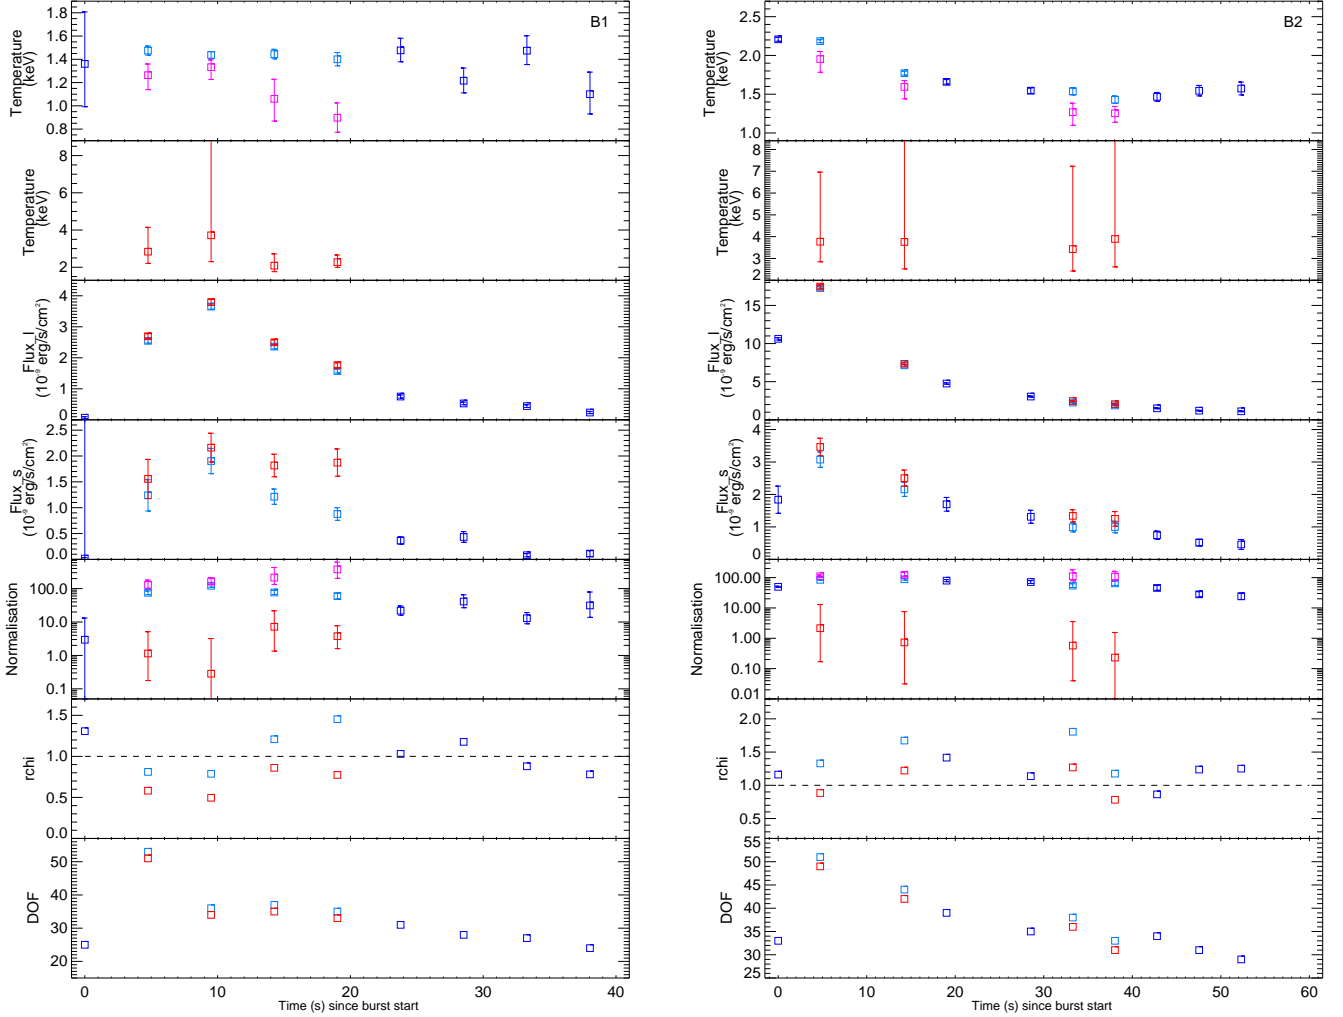 B1
Temperature
(keV)
1.8
1.6
1.4
1.2
1.0
0.8
Temperature
(keV)
8
6
4
2
Flux_l
(10⁻⁹ erg/s/cm²)
4
3
2
1
0
Flux_s
(10⁻⁹ erg/s/cm²)
2.5
2.0
1.5
1.0
0.5
0.0
Normalisation
100.0
10.0
1.0
0.1
rchi
1.5
1.0
0.5
0.0
DOF
50
40
30
20
0 10 20 30 40
Time (s) since burst start
B2
Temperature
(keV)
2.5
2.0
1.5
1.0
Temperature
(keV)
8
7
6
5
4
3
2
Flux_l
(10⁻⁹ erg/s/cm²)
15
10
5
0
Flux_s
(10⁻⁹ erg/s/cm²)
4
3
2
1
0
Normalisation
100.00
10.00
1.00
0.10
0.01
rchi
2.0
1.5
1.0
0.5
DOF
55
50
45
40
35
30
25
0 10 20 30 40 50 60
Time (s) since burst start